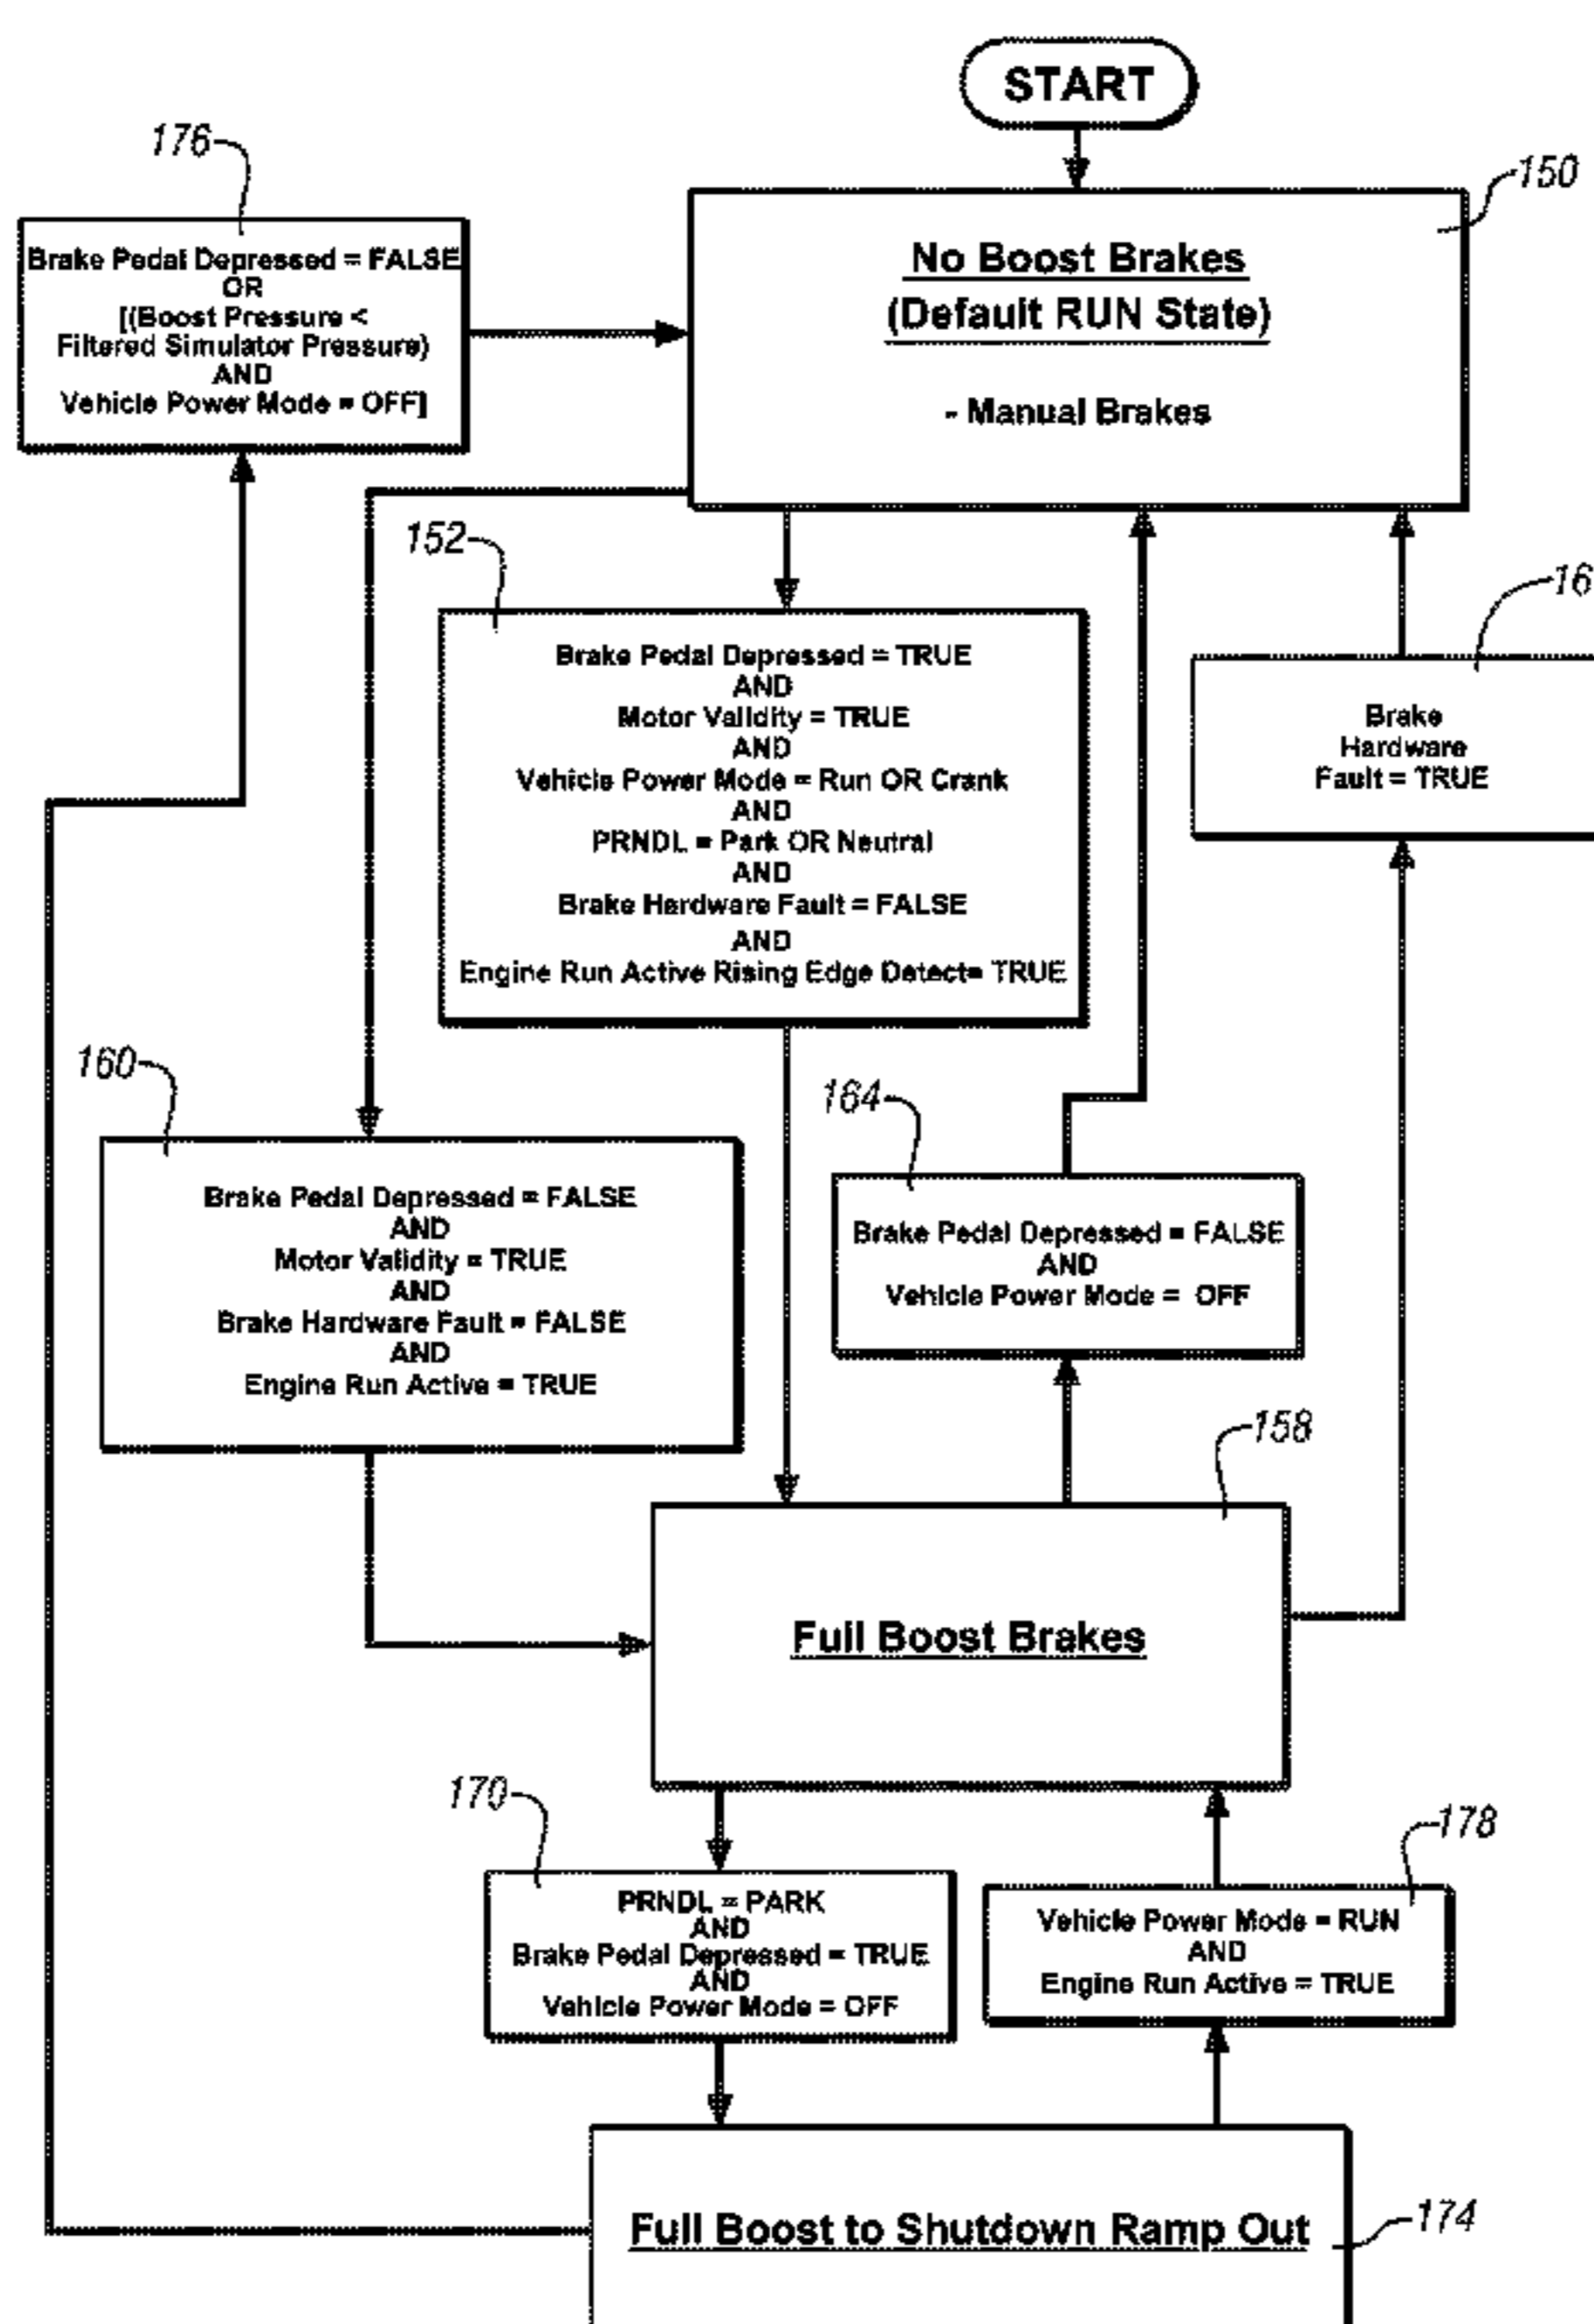 START
176
150
Brake Pedal Depressed = FALSE
OR
[(Boost Pressure <
Filtered Simulator Pressure)
AND
Vehicle Power Mode = OFF]
No Boost Brakes
(Default RUN State)
- Manual Brakes
152
16
Brake Pedal Depressed = TRUE
AND
Motor Validity = TRUE
AND
Vehicle Power Mode = Run OR Crank
AND
PRNDL = Park OR Neutral
AND
Brake Hardware Fault = FALSE
AND
Engine Run Active Rising Edge Detect= TRUE
Brake
Hardware
Fault = TRUE
160
164
Brake Pedal Depressed = FALSE
AND
Motor Validity = TRUE
AND
Brake Hardware Fault = FALSE
AND
Engine Run Active = TRUE
Brake Pedal Depressed = FALSE
AND
Vehicle Power Mode = OFF
158
Full Boost Brakes
170
178
PRNDL = PARK
AND
Brake Pedal Depressed = TRUE
AND
Vehicle Power Mode = OFF
Vehicle Power Mode = RUN
AND
Engine Run Active = TRUE
Full Boost to Shutdown Ramp Out
174